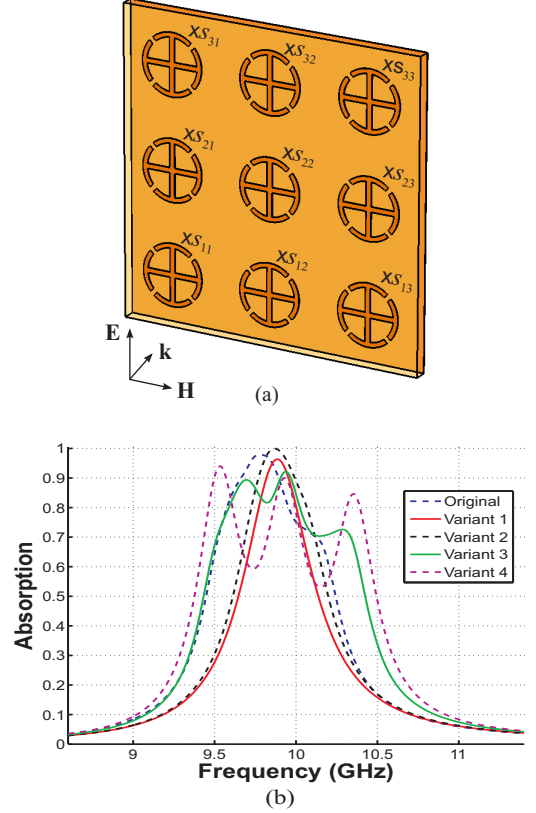 XS31 XS32 XS33
XS21 XS22 XS23
XS11 XS12 XS13
E
k
H
(a)
1
0.9
0.8
0.7
0.6
0.5
0.4
0.3
0.2
0.1
0
Absorption
Original
Variant 1
Variant 2
Variant 3
Variant 4
9 9.5 10 10.5 11
Frequency (GHz)
(b)